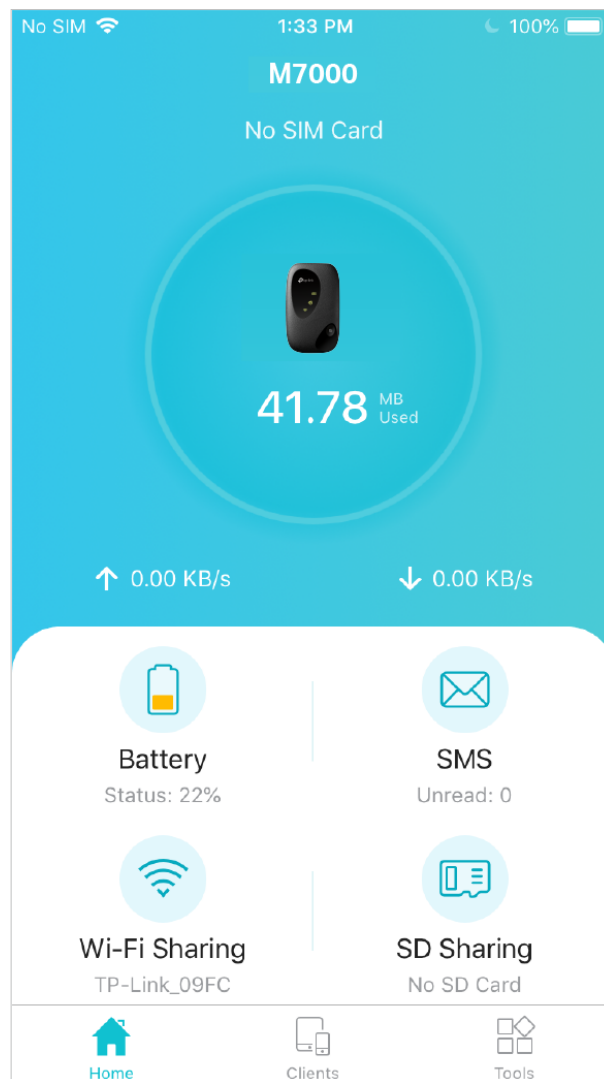 No SIM 1:33 PM 100%
M7000
No SIM Card
41.78 MB Used
0.00 KB/s 0.00 KB/s
Battery SMS
Status: 22% Unread: 0
Wi-Fi Sharing SD Sharing
TP-Link_09FC No SD Card
Home Clients Tools